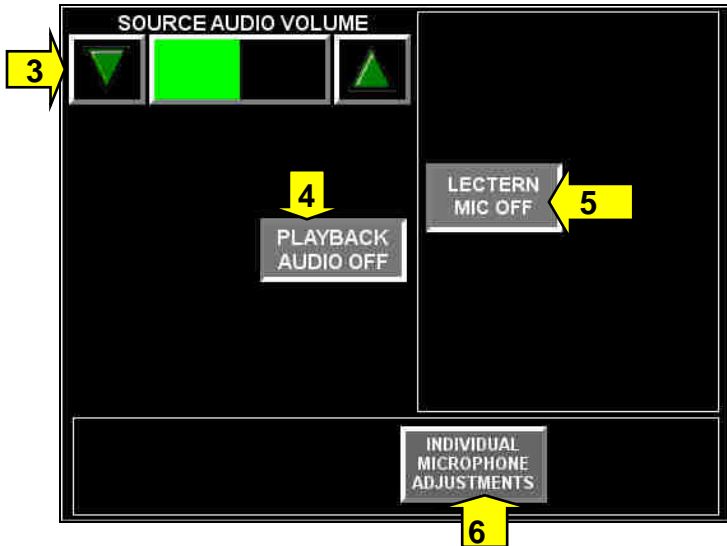 SOURCE AUDIO VOLUME
3
4
LECTERN
MIC OFF
5
PLAYBACK
AUDIO OFF
INDIVIDUAL
MICROPHONE
ADJUSTMENTS
6